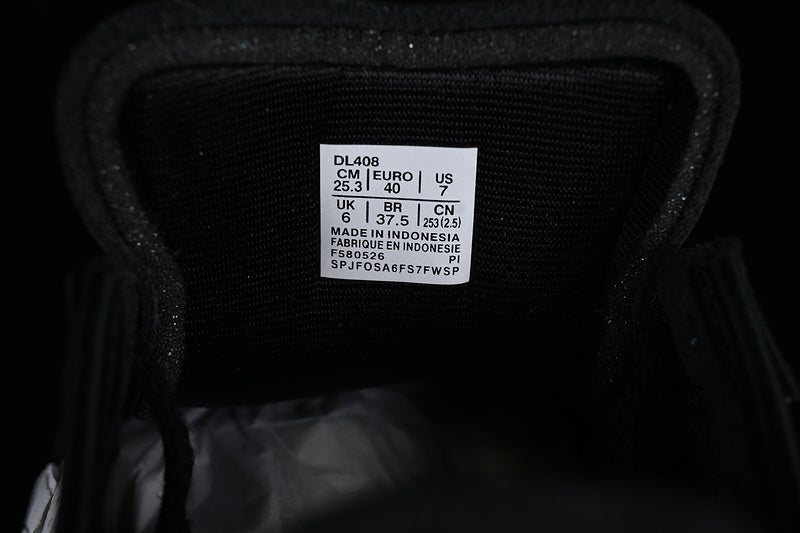 DL408
CM | EURO | US
25.3 | 40 | 7
UK | BR | CN
6 | 37.5 | 253(2.5)
MADE IN INDONESIA
FABRIQUE EN INDONESIE
F580526 PI
SPJFOSA6FS7FWSP